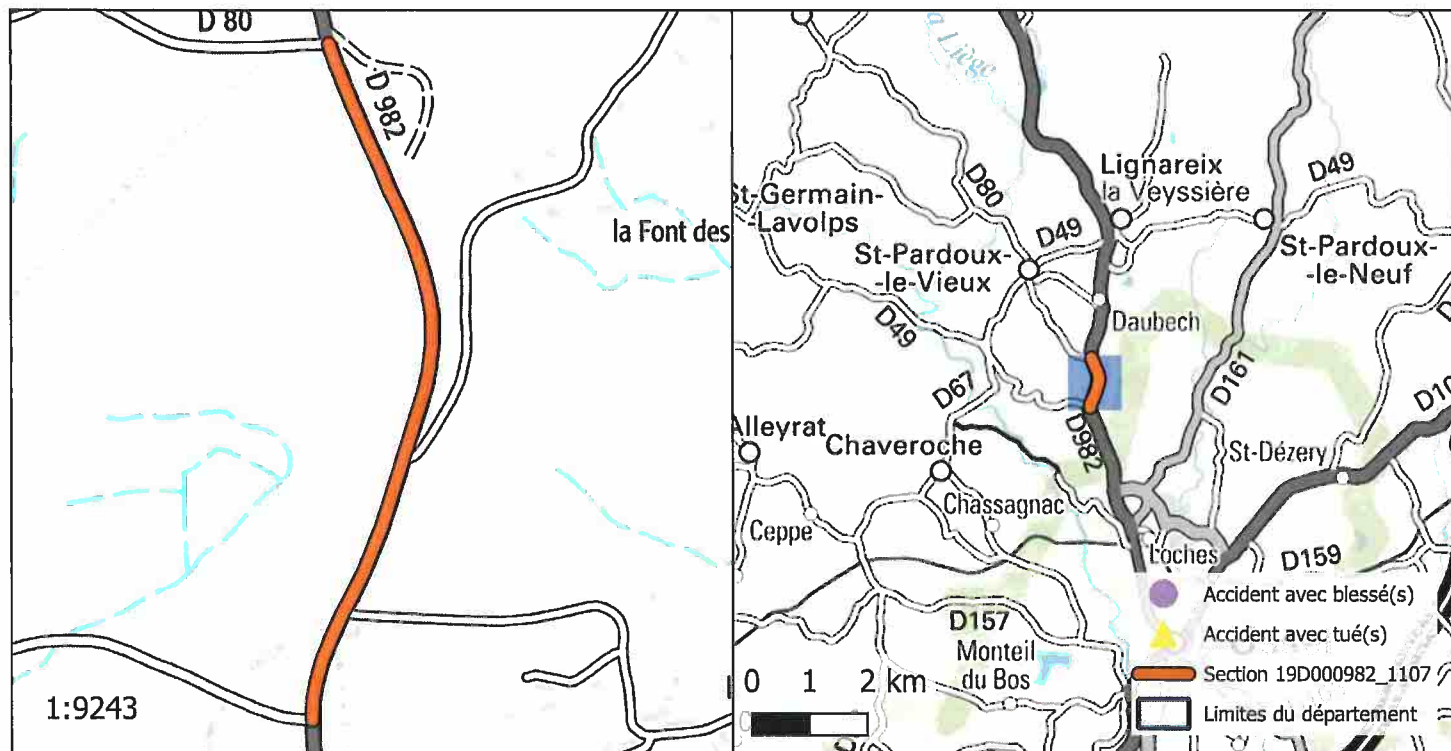 D 80
D 982
la Font des
1:9243
a Liège
Lignareix
la Veyssière
D49
D80
St-Germain-
-Lavolps
D49
St-Pardoux-
-le-Vieux
St-Pardoux-
-le-Neuf
Daubech
D49
D67
D161
D982
Alleyrat
Chaveroche
St-Dézery
Chassagnac
Ceppe
Loches
D159
D157
Monteil
du Bos
0 1 2 km
Accident avec blessé(s)
Accident avec tué(s)
Section 19D000982_1107
Limites du département